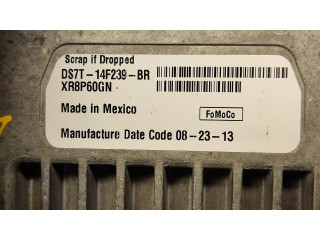 Scrap if Dropped
DS7T-14F239-BR
XR8P60GN
Made in Mexico
FoMoCo
Manufacture Date Code 08-23-13